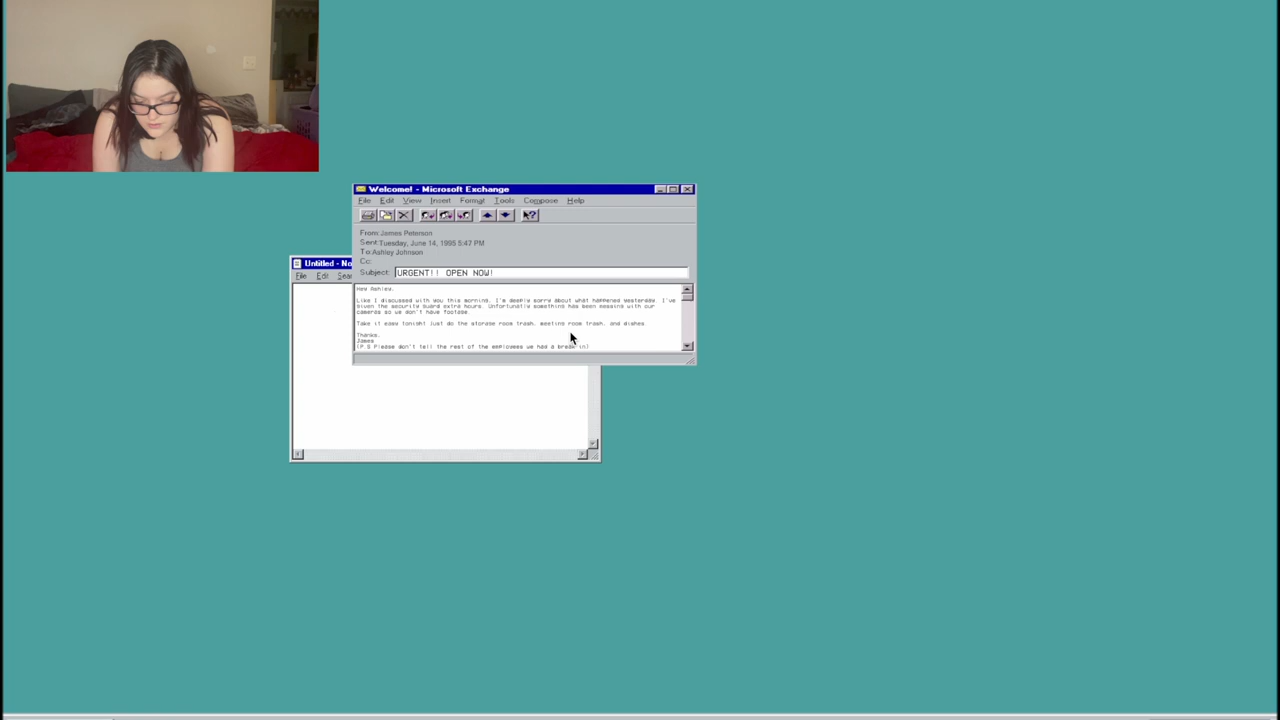 Welcome! - Microsoft Exchange
File Edit View Insert Format Tools Compose Help
From: James Peterson
Sent: Tuesday, June 14, 1995 5:47 PM
To: Ashley Johnson
Cc:
Subject: URGENT!! OPEN NOW!
Hey Ashley,
Like I discussed with you this morning, I'm deeply sorry about what happened yesterday. I've
given the security guard extra hours. Unfortunately something has been messing with our
cameras so we don't have footage.
Take it easy tonight Just do the storage room trash, meeting room trash, and dishes.
Thanks,
James
(P.S Please don't tell the rest of the employees we had a break in)
Untitled - No
File Edit Sea